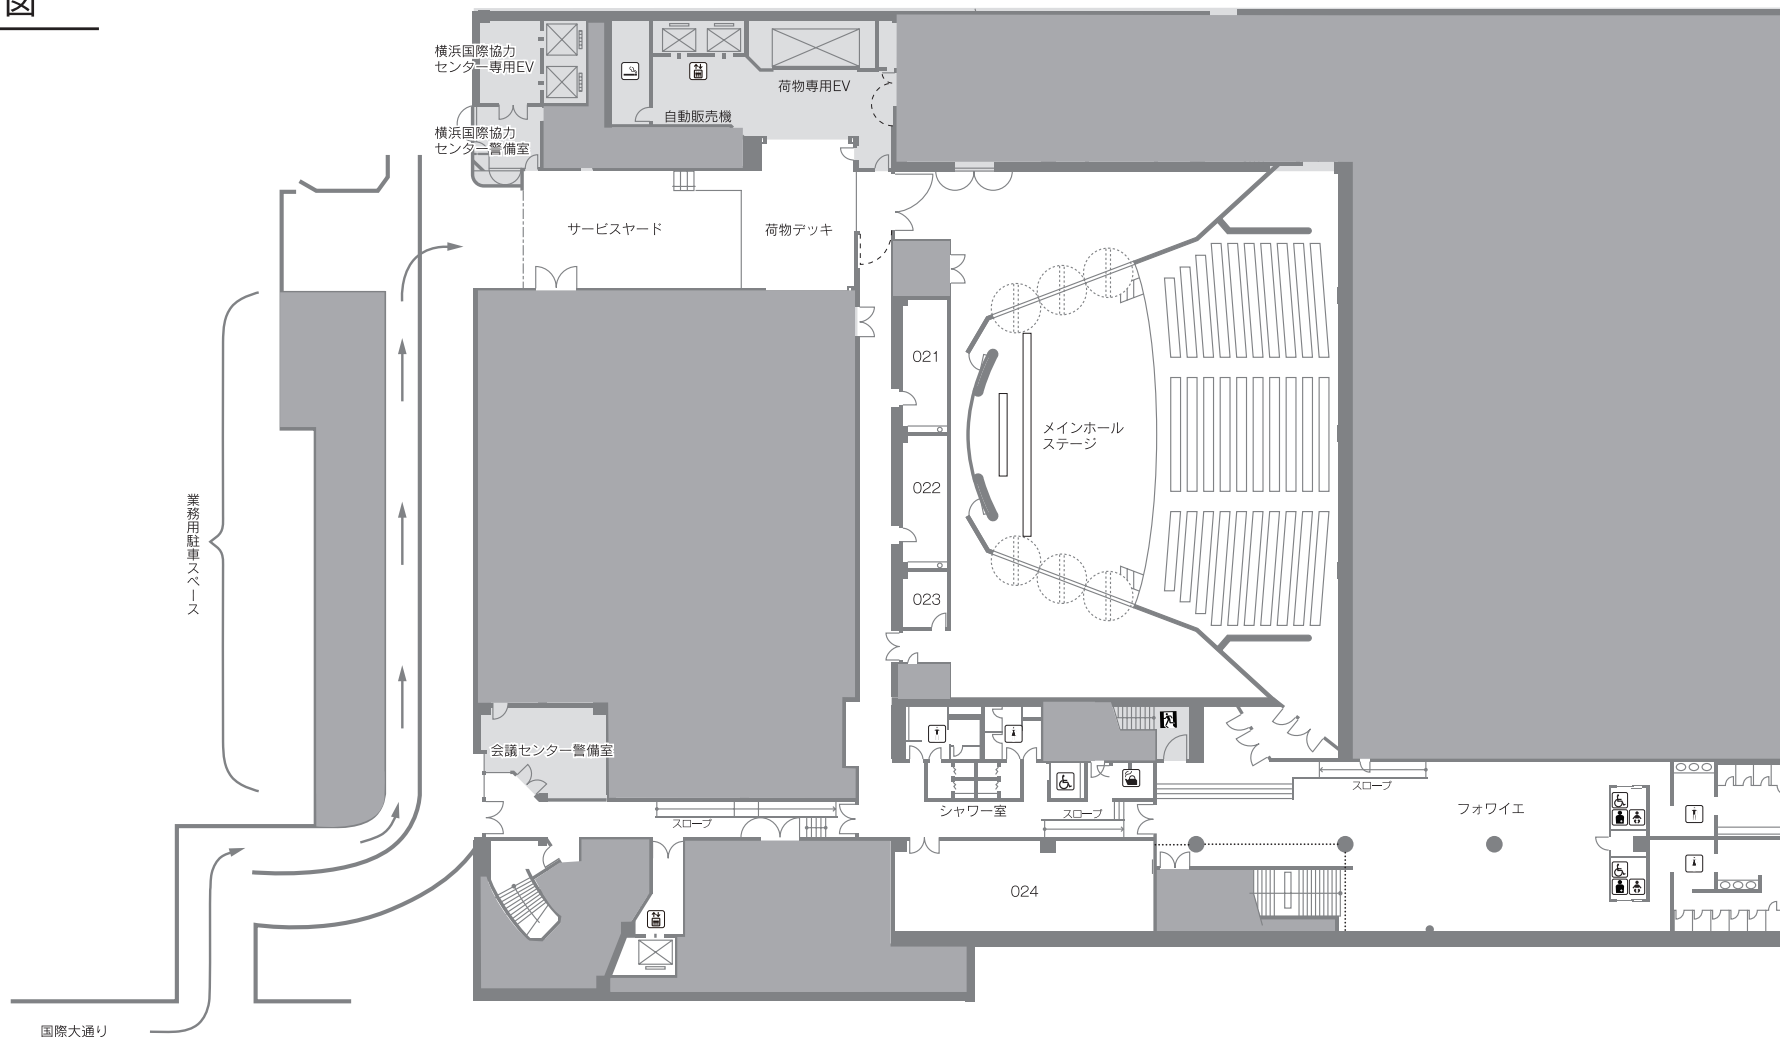 図
横浜国際協力
センター専用EV
荷物専用EV
自動販売機
横浜国際協力
センター警備室
サービスヤード
荷物デッキ
021
メインホール
ステージ
022
業務用駐車スペース
023
会議センター警備室
シャワー室
スロープ
スロープ
スロープ
フォワイエ
024
国際大通り